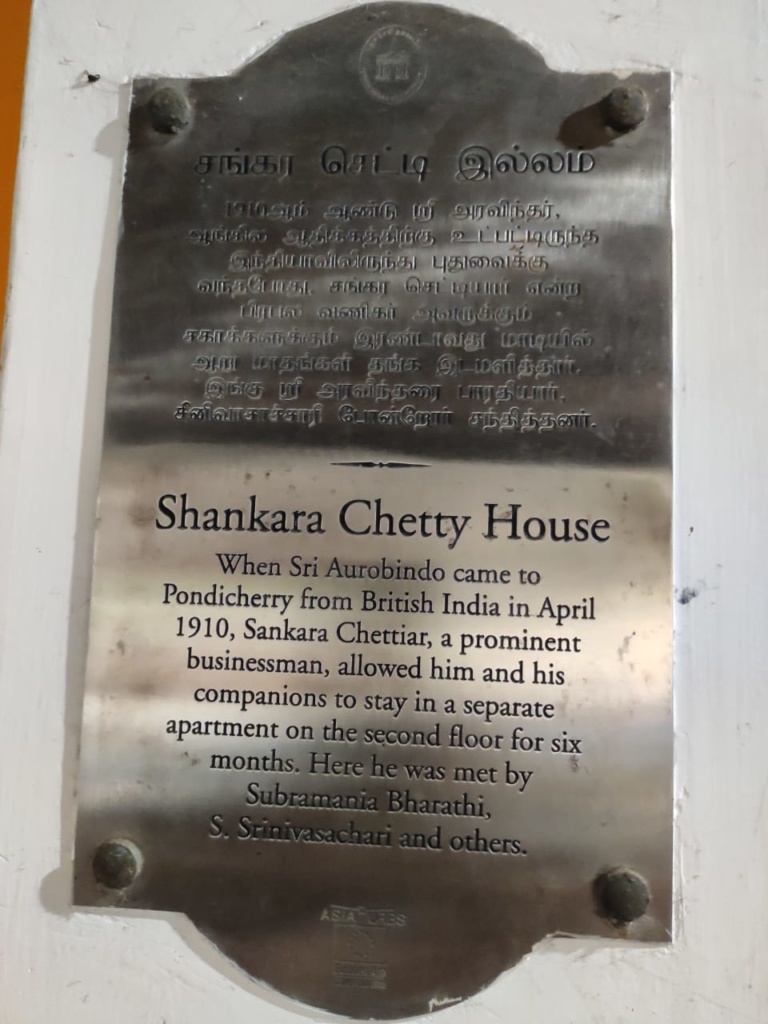 சங்கர செட்டி இல்லம்
1910ஆம் ஆண்டு ஸ்ரீ அரவிந்தர்,
ஆங்கில ஆதிக்கத்திற்கு உட்பட்டிருந்த
இந்தியாவிலிருந்து புதுவைக்கு
வந்தபோது, சங்கர செட்டியார் என்ற
பிரபல வணிகர் அவருக்கும்
சகாக்களுக்கும் இரண்டாவது மாடியில்
ஆறு மாதங்கள் தங்க இடமளித்தார்.
இங்கு ஸ்ரீ அரவிந்தரை பாரதியார்,
சீனிவாசாச்சாரி போன்றோர் சந்தித்தனர்.
Shankara Chetty House
When Sri Aurobindo came to
Pondicherry from British India in April
1910, Sankara Chettiar, a prominent
businessman, allowed him and his
companions to stay in a separate
apartment on the second floor for six
months. Here he was met by
Subramania Bharathi,
S. Srinivasachari and others.
ASIA URBS